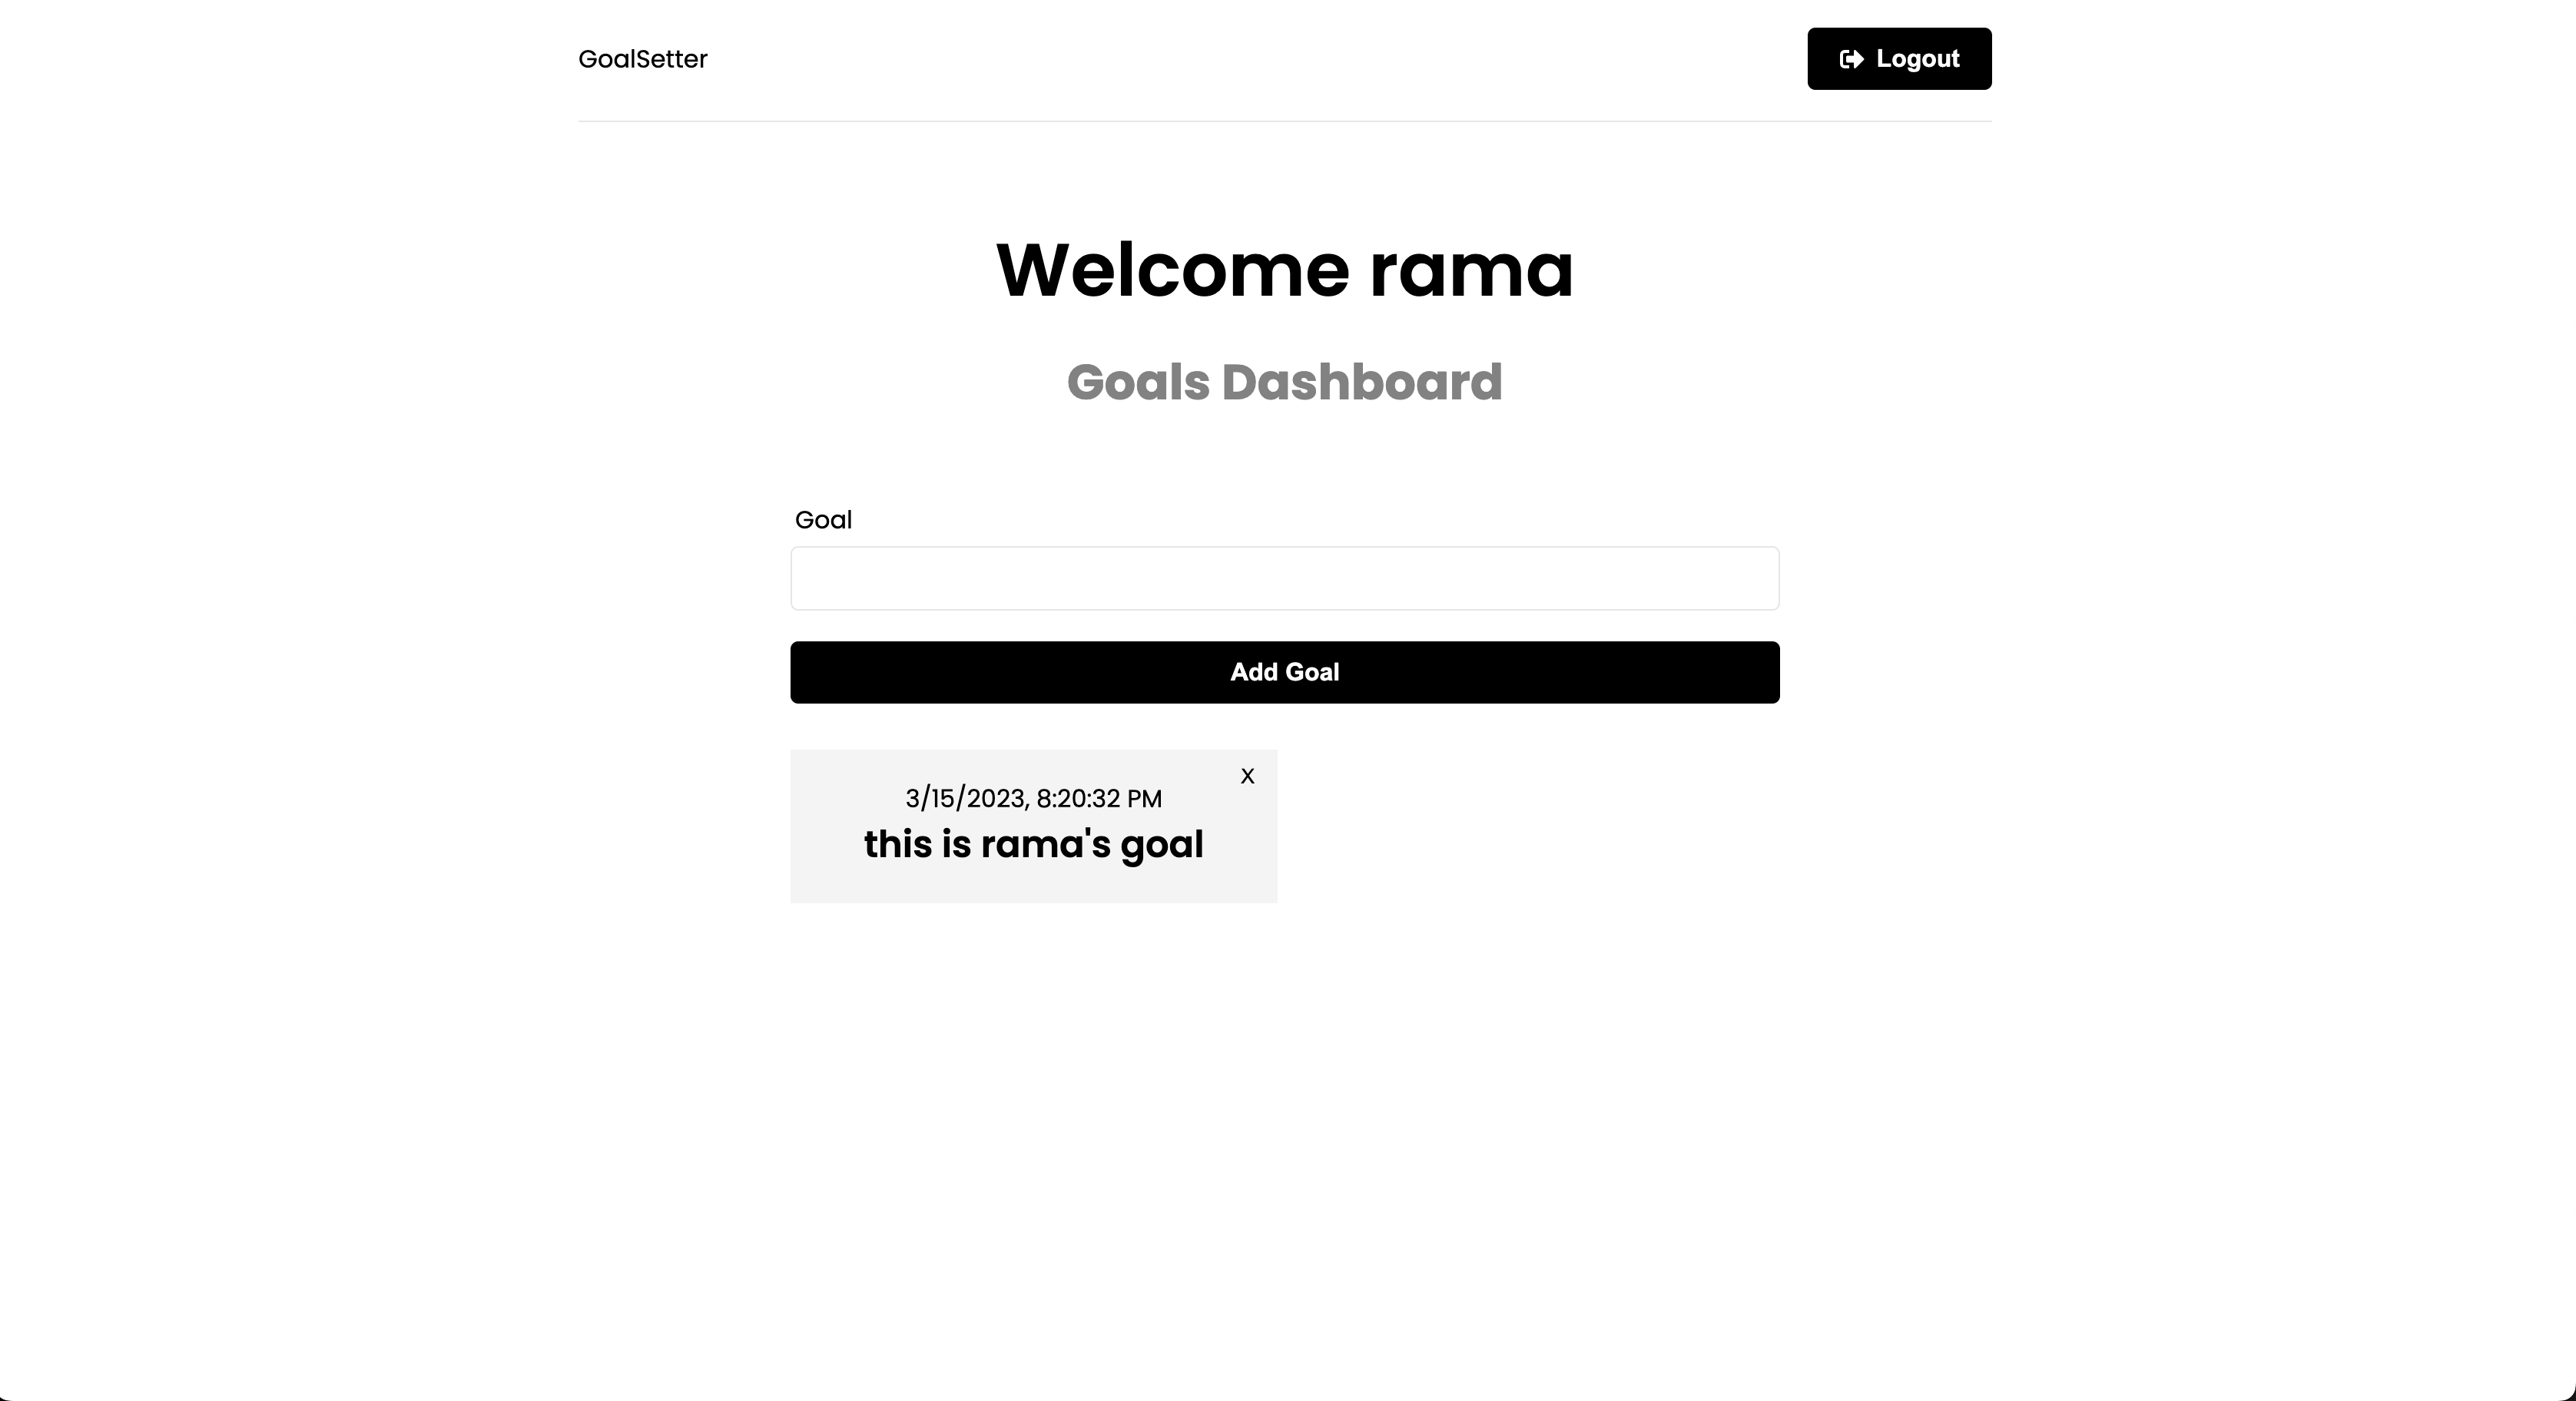 GoalSetter
Logout
Welcome rama
Goals Dashboard
Goal
Add Goal
X
3/15/2023, 8:20:32 PM
this is rama's goal